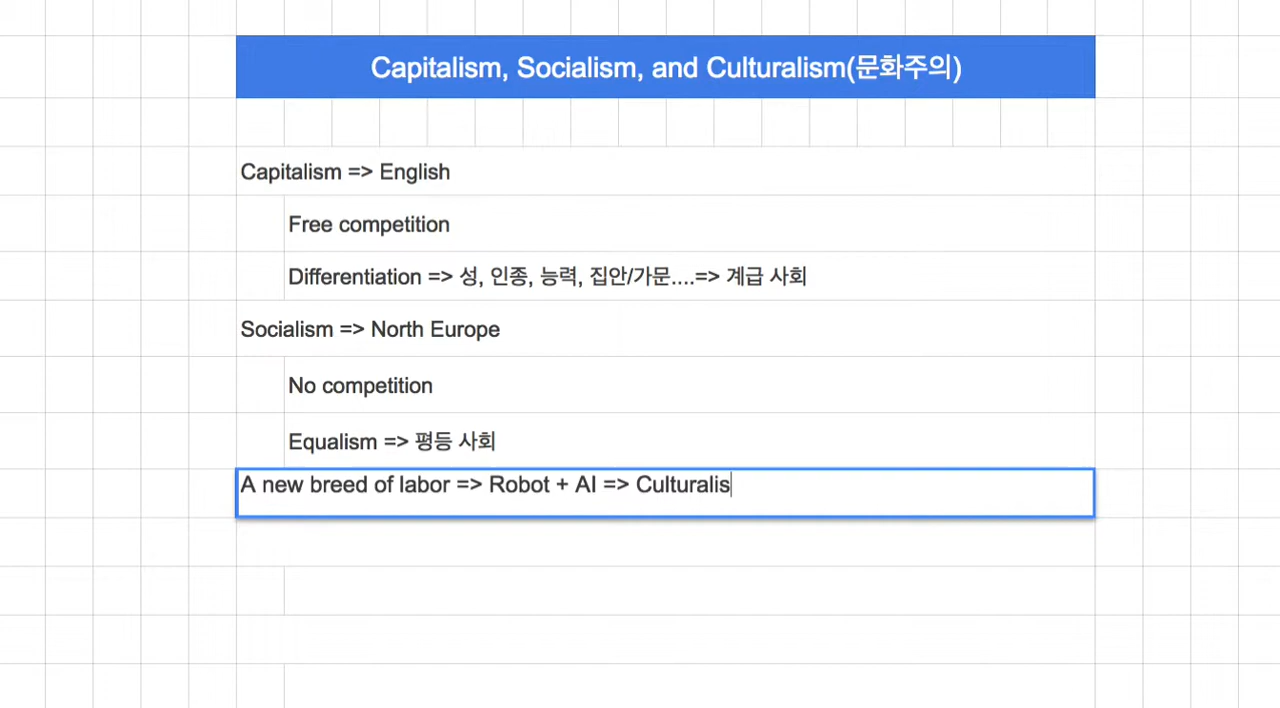 Capitalism, Socialism, and Culturalism(문화주의)
Capitalism => English
Free competition
Differentiation => 성, 인종, 능력, 집안/가문....=> 계급 사회
Socialism => North Europe
No competition
Equalism => 평등 사회
A new breed of labor => Robot + AI => Culturalis